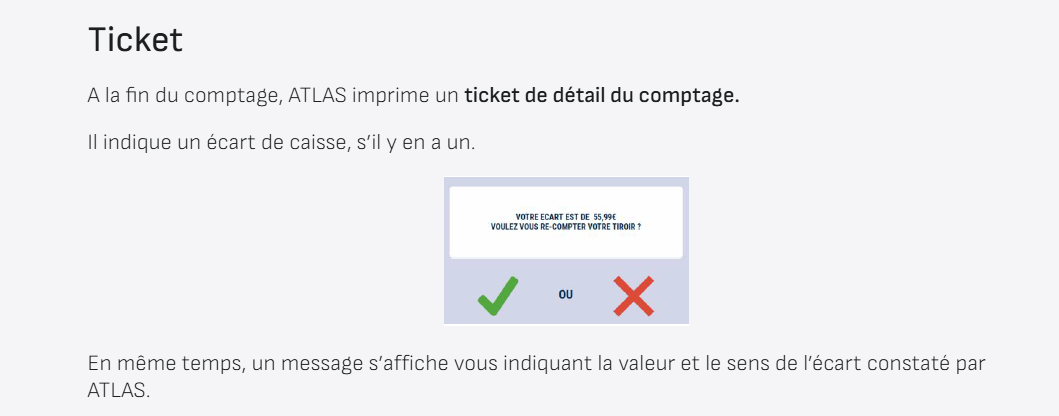 Ticket
A la fin du comptage, ATLAS imprime un ticket de détail du comptage.
Il indique un écart de caisse, s’il y en a un.
VOTRE ECART EST DE 55,99€
VOULEZ VOUS RE-COMPTER VOTRE TIROIR ?
OU
En même temps, un message s’affiche vous indiquant la valeur et le sens de l’écart constaté par
ATLAS.